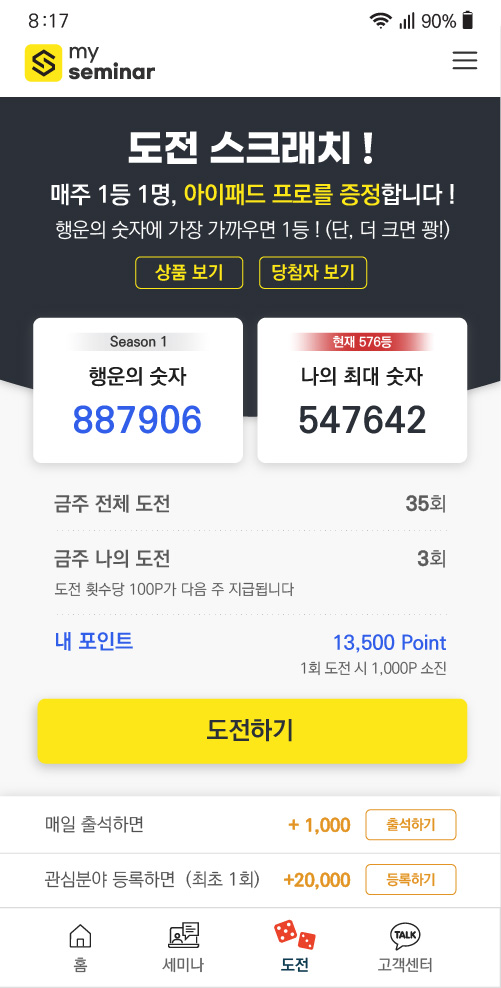 8:17
90%
my
seminar
도전 스크래치 !
매주 1등 1명, 아이패드 프로를 증정합니다 !
행운의 숫자에 가장 가까우면 1등 ! (단, 더 크면 꽝!)
상품 보기
당첨자 보기
Season 1
행운의 숫자
887906
현재 576등
나의 최대 숫자
547642
금주 전체 도전
35회
금주 나의 도전
3회
도전 횟수당 100P가 다음 주 지급됩니다
내 포인트
13,500 Point
1회 도전 시 1,000P 소진
도전하기
매일 출석하면
+ 1,000
출석하기
관심분야 등록하면 (최초 1회)
+20,000
등록하기
홈
세미나
도전
TALK
고객센터